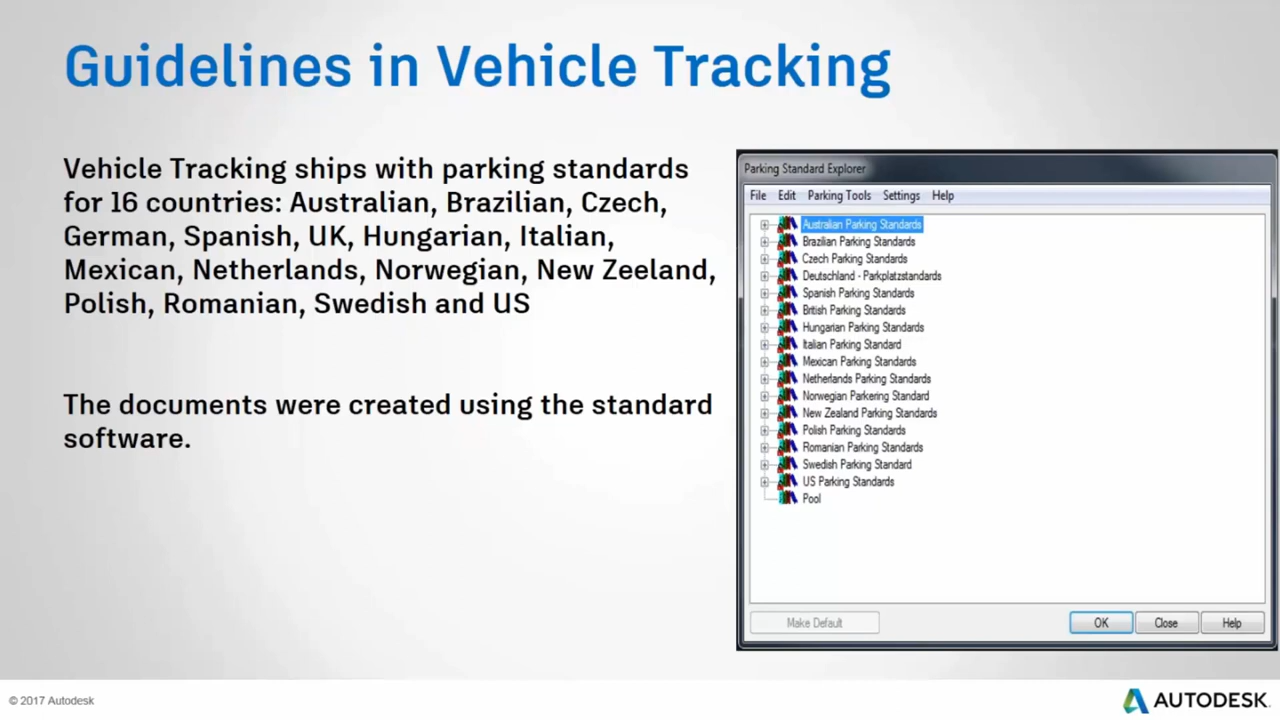 Guidelines in Vehicle Tracking
Vehicle Tracking ships with parking standards
for 16 countries: Australian, Brazilian, Czech,
German, Spanish, UK, Hungarian, Italian,
Mexican, Netherlands, Norwegian, New Zeeland,
Polish, Romanian, Swedish and US
The documents were created using the standard
software.
Parking Standard Explorer
File Edit Parking Tools Settings Help
Australian Parking Standards
Brazilian Parking Standards
Czech Parking Standards
Deutschland - Parkplatzstandards
Spanish Parking Standards
British Parking Standards
Hungarian Parking Standards
Italian Parking Standard
Mexican Parking Standards
Netherlands Parking Standards
Norwegian Parkering Standard
New Zealand Parking Standards
Polish Parking Standards
Romanian Parking Standards
Swedish Parking Standard
US Parking Standards
Pool
Make Default OK Close Help
© 2017 Autodesk
AUTODESK.